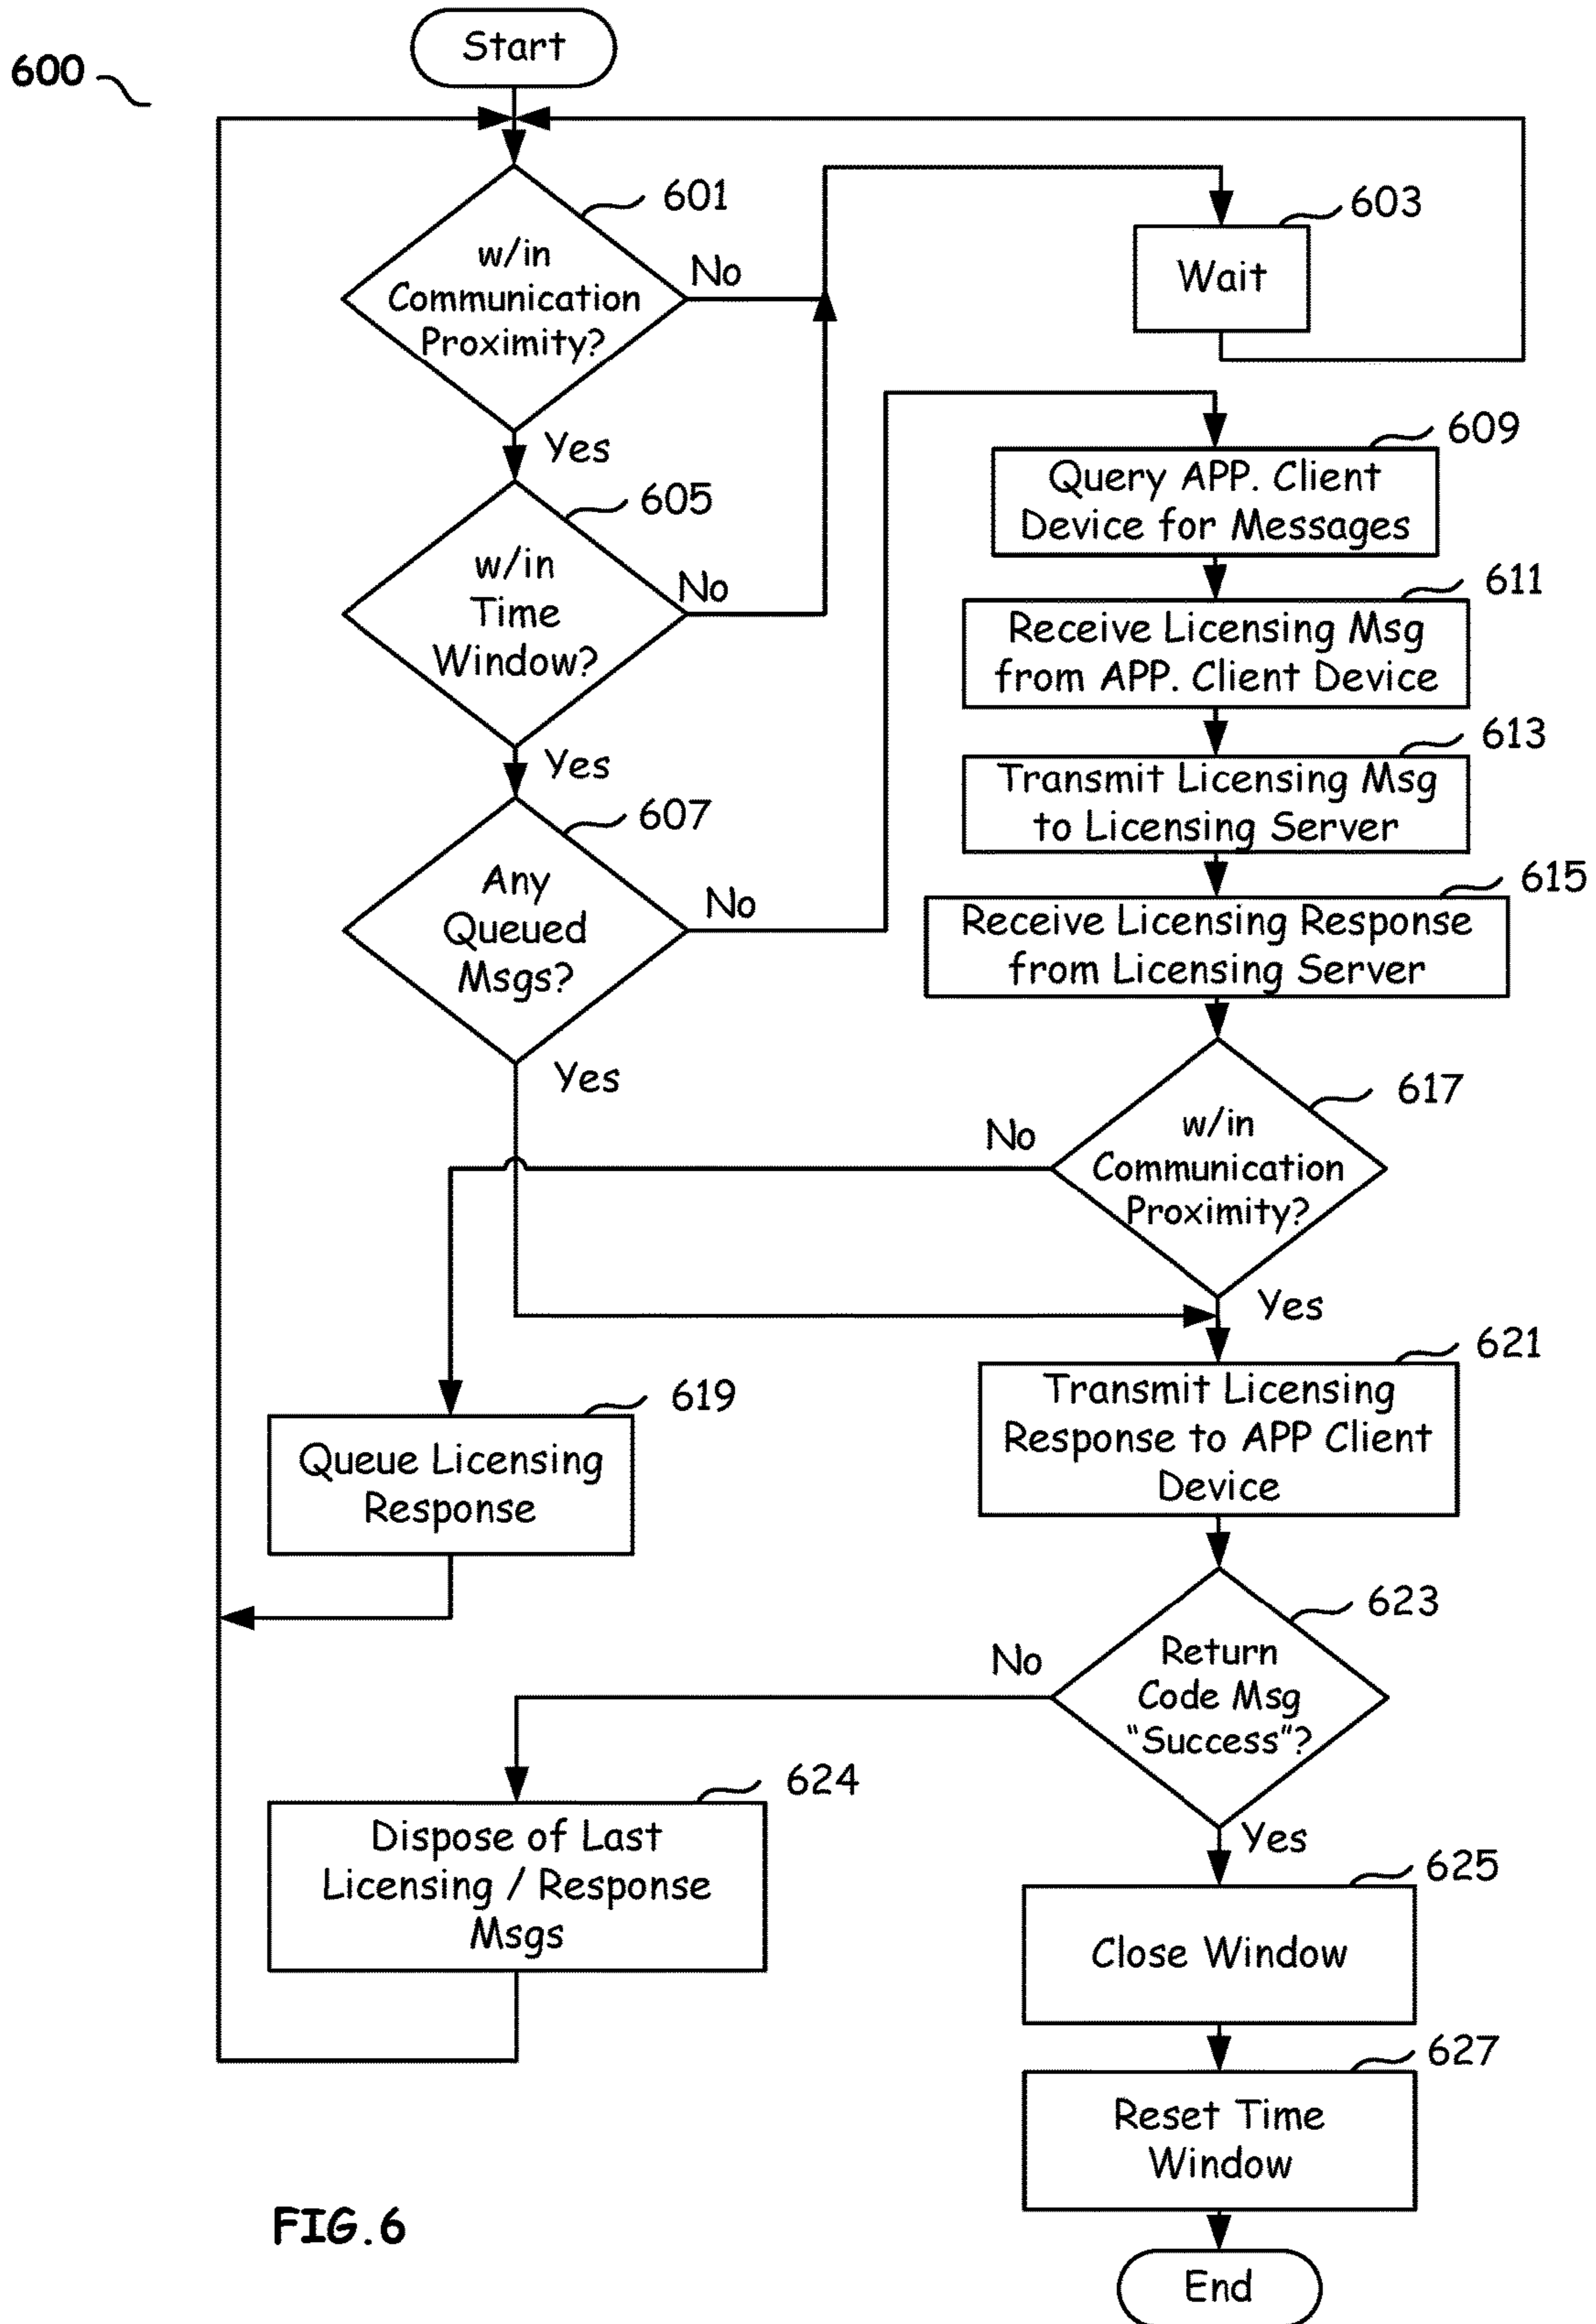 600
Start
601
w/in
Communication
Proximity?
No
Yes
603
Wait
605
w/in
Time
Window?
No
Yes
607
Any
Queued
Msgs?
No
Yes
609
Query APP. Client
Device for Messages
611
Receive Licensing Msg
from APP. Client Device
613
Transmit Licensing Msg
to Licensing Server
615
Receive Licensing Response
from Licensing Server
617
w/in
Communication
Proximity?
No
Yes
619
Queue Licensing
Response
621
Transmit Licensing
Response to APP Client
Device
623
Return
Code Msg
“Success”?
No
Yes
624
Dispose of Last
Licensing / Response
Msgs
625
Close Window
627
Reset Time
Window
End
FIG.6